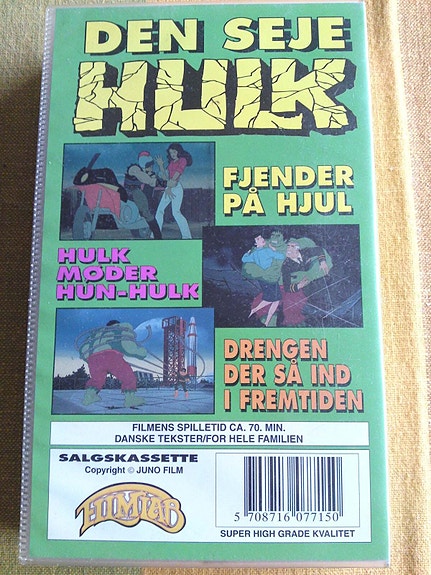 DEN SEJE
HULK
FJENDER
PÅ HJUL
HULK
MØDER
HUN-HULK
DRENGEN
DER SÅ IND
I FREMTIDEN
FILMENS SPILLETID CA. 70. MIN.
DANSKE TEKSTER/FOR HELE FAMILIEN
SALGSKASSETTE
Copyright © JUNO FILM
FILMLAB
5 708716 077150
SUPER HIGH GRADE KVALITET